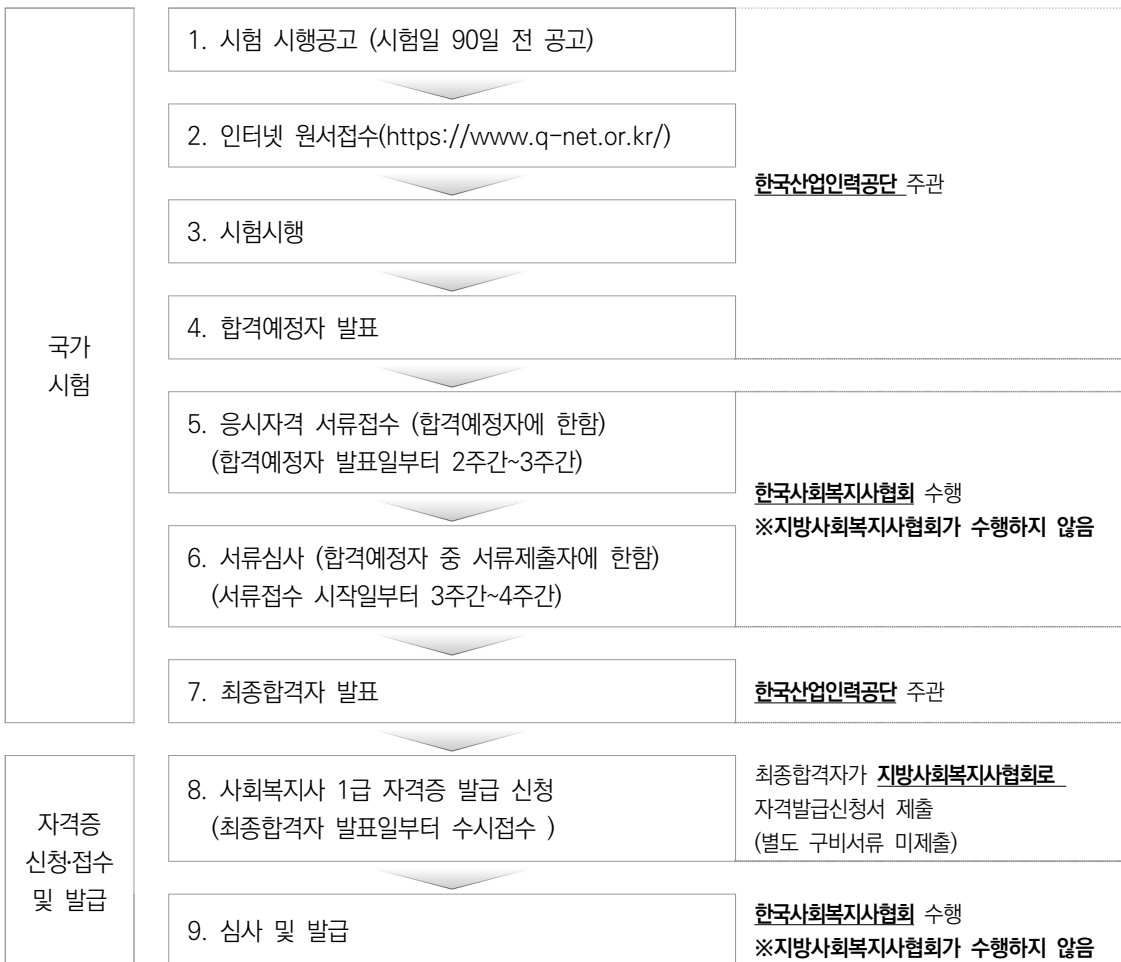 국가
시험
1. 시험 시행공고 (시험일 90일 전 공고)
2. 인터넷 원서접수(https://www.q-net.or.kr/)
3. 시험시행
4. 합격예정자 발표
한국산업인력공단 주관
5. 응시자격 서류접수 (합격예정자에 한함)
(합격예정자 발표일부터 2주간~3주간)
6. 서류심사 (합격예정자 중 서류제출자에 한함)
(서류접수 시작일부터 3주간~4주간)
한국사회복지사협회 수행
※지방사회복지사협회가 수행하지 않음
7. 최종합격자 발표
한국산업인력공단 주관
자격증
신청·접수
및 발급
8. 사회복지사 1급 자격증 발급 신청
(최종합격자 발표일부터 수시접수 )
최종합격자가 지방사회복지사협회로
자격발급신청서 제출
(별도 구비서류 미제출)
9. 심사 및 발급
한국사회복지사협회 수행
※지방사회복지사협회가 수행하지 않음